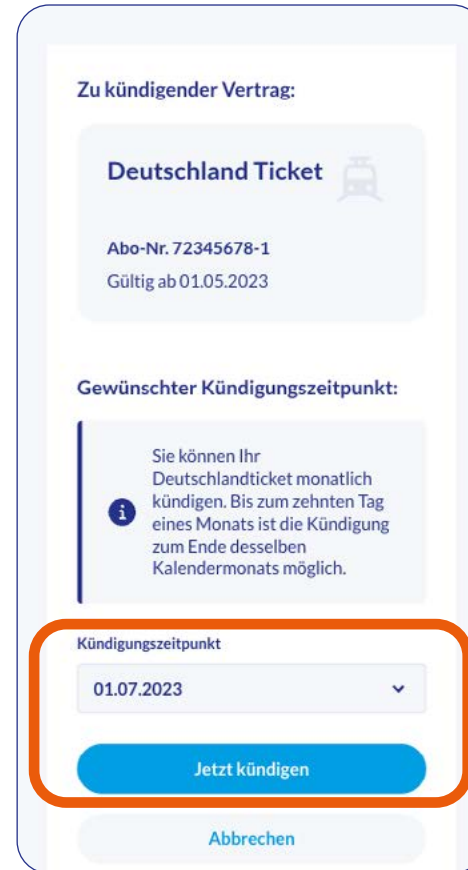 Zu kündigender Vertrag:
Deutschland Ticket
Abo-Nr. 72345678-1
Gültig ab 01.05.2023
Gewünschter Kündigungszeitpunkt:
Sie können Ihr
Deutschlandticket monatlich
kündigen. Bis zum zehnten Tag
eines Monats ist die Kündigung
zum Ende desselben
Kalendermonats möglich.
Kündigungszeitpunkt
01.07.2023
Jetzt kündigen
Abbrechen